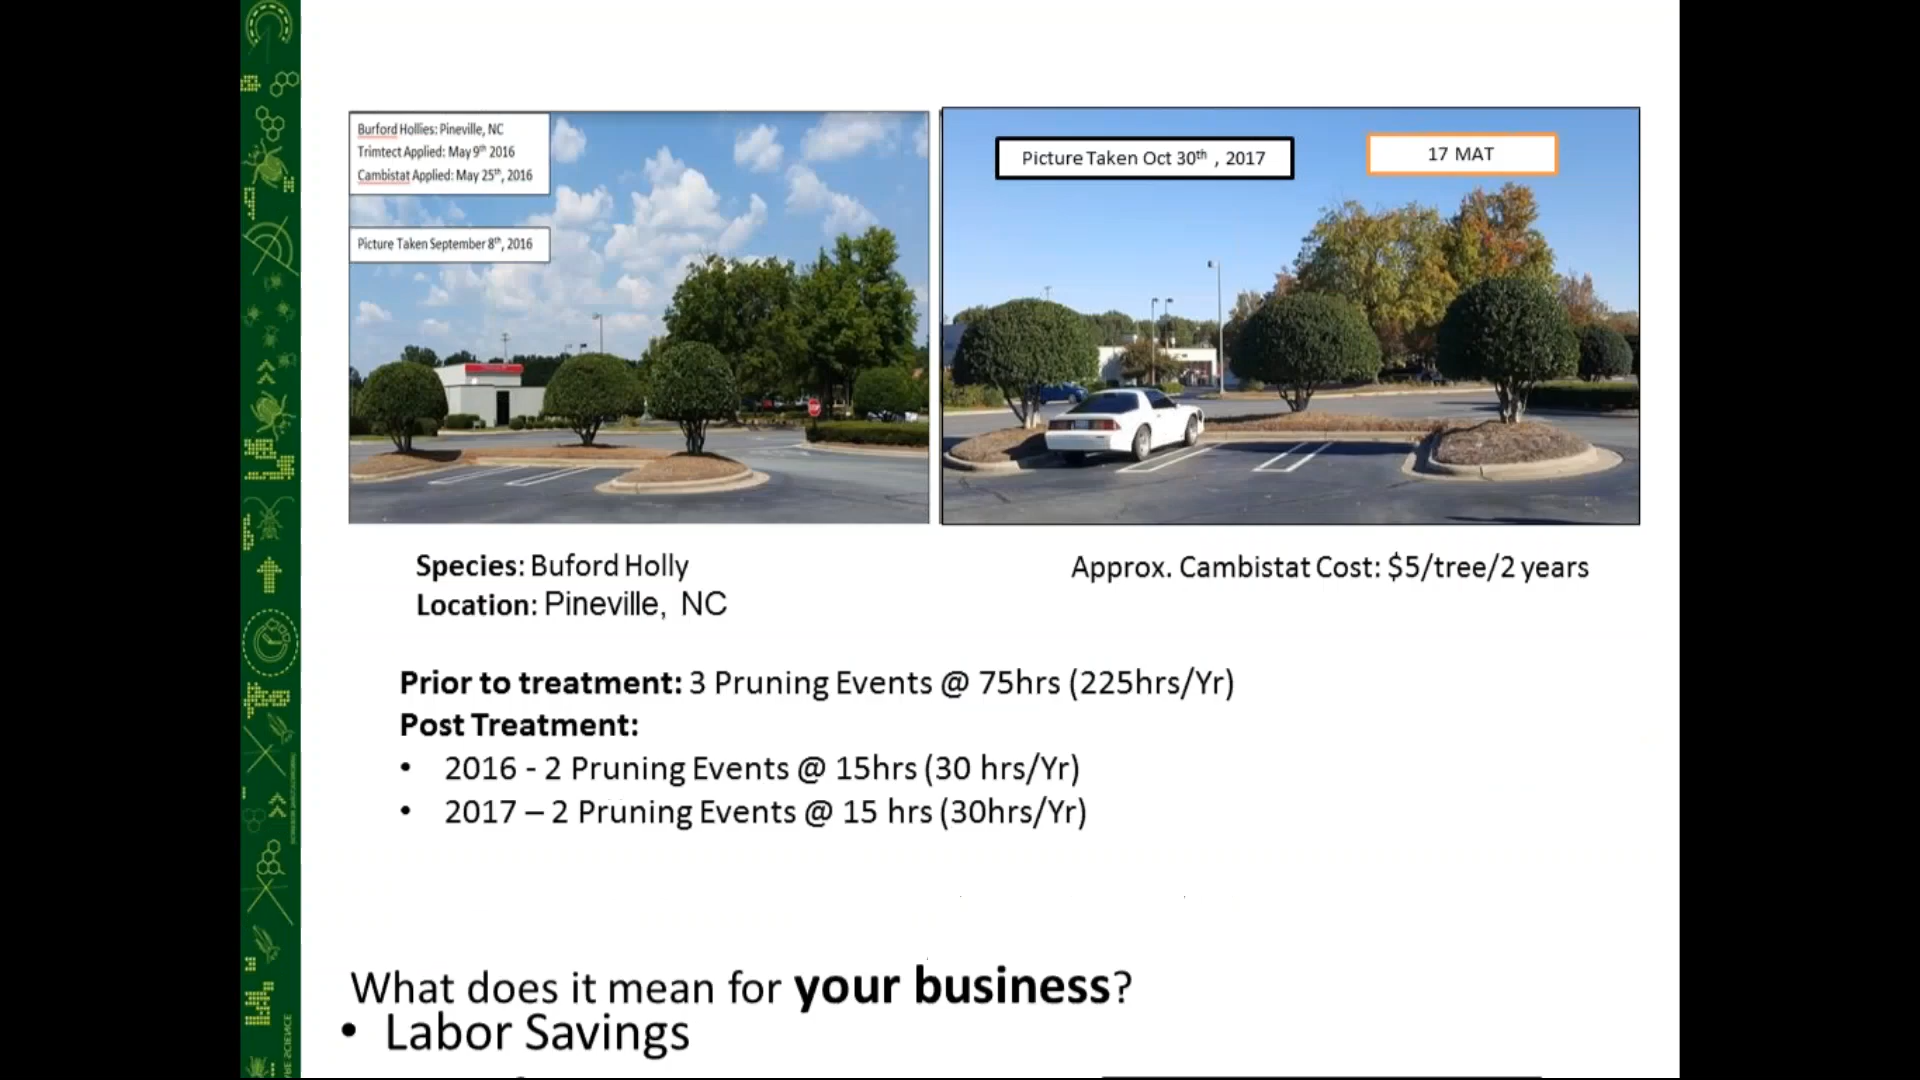 Burford Hollies: Pineville, NC
Trimtect Applied: May 9th 2016
Cambistat Applied: May 25th, 2016
Picture Taken September 8th, 2016
Picture Taken Oct 30th , 2017
17 MAT
Species: Buford Holly
Location: Pineville, NC
Approx. Cambistat Cost: $5/tree/2 years
Prior to treatment: 3 Pruning Events @ 75hrs (225hrs/Yr)
Post Treatment:
• 2016 - 2 Pruning Events @ 15hrs (30 hrs/Yr)
• 2017 – 2 Pruning Events @ 15 hrs (30hrs/Yr)
What does it mean for your business?
• Labor Savings